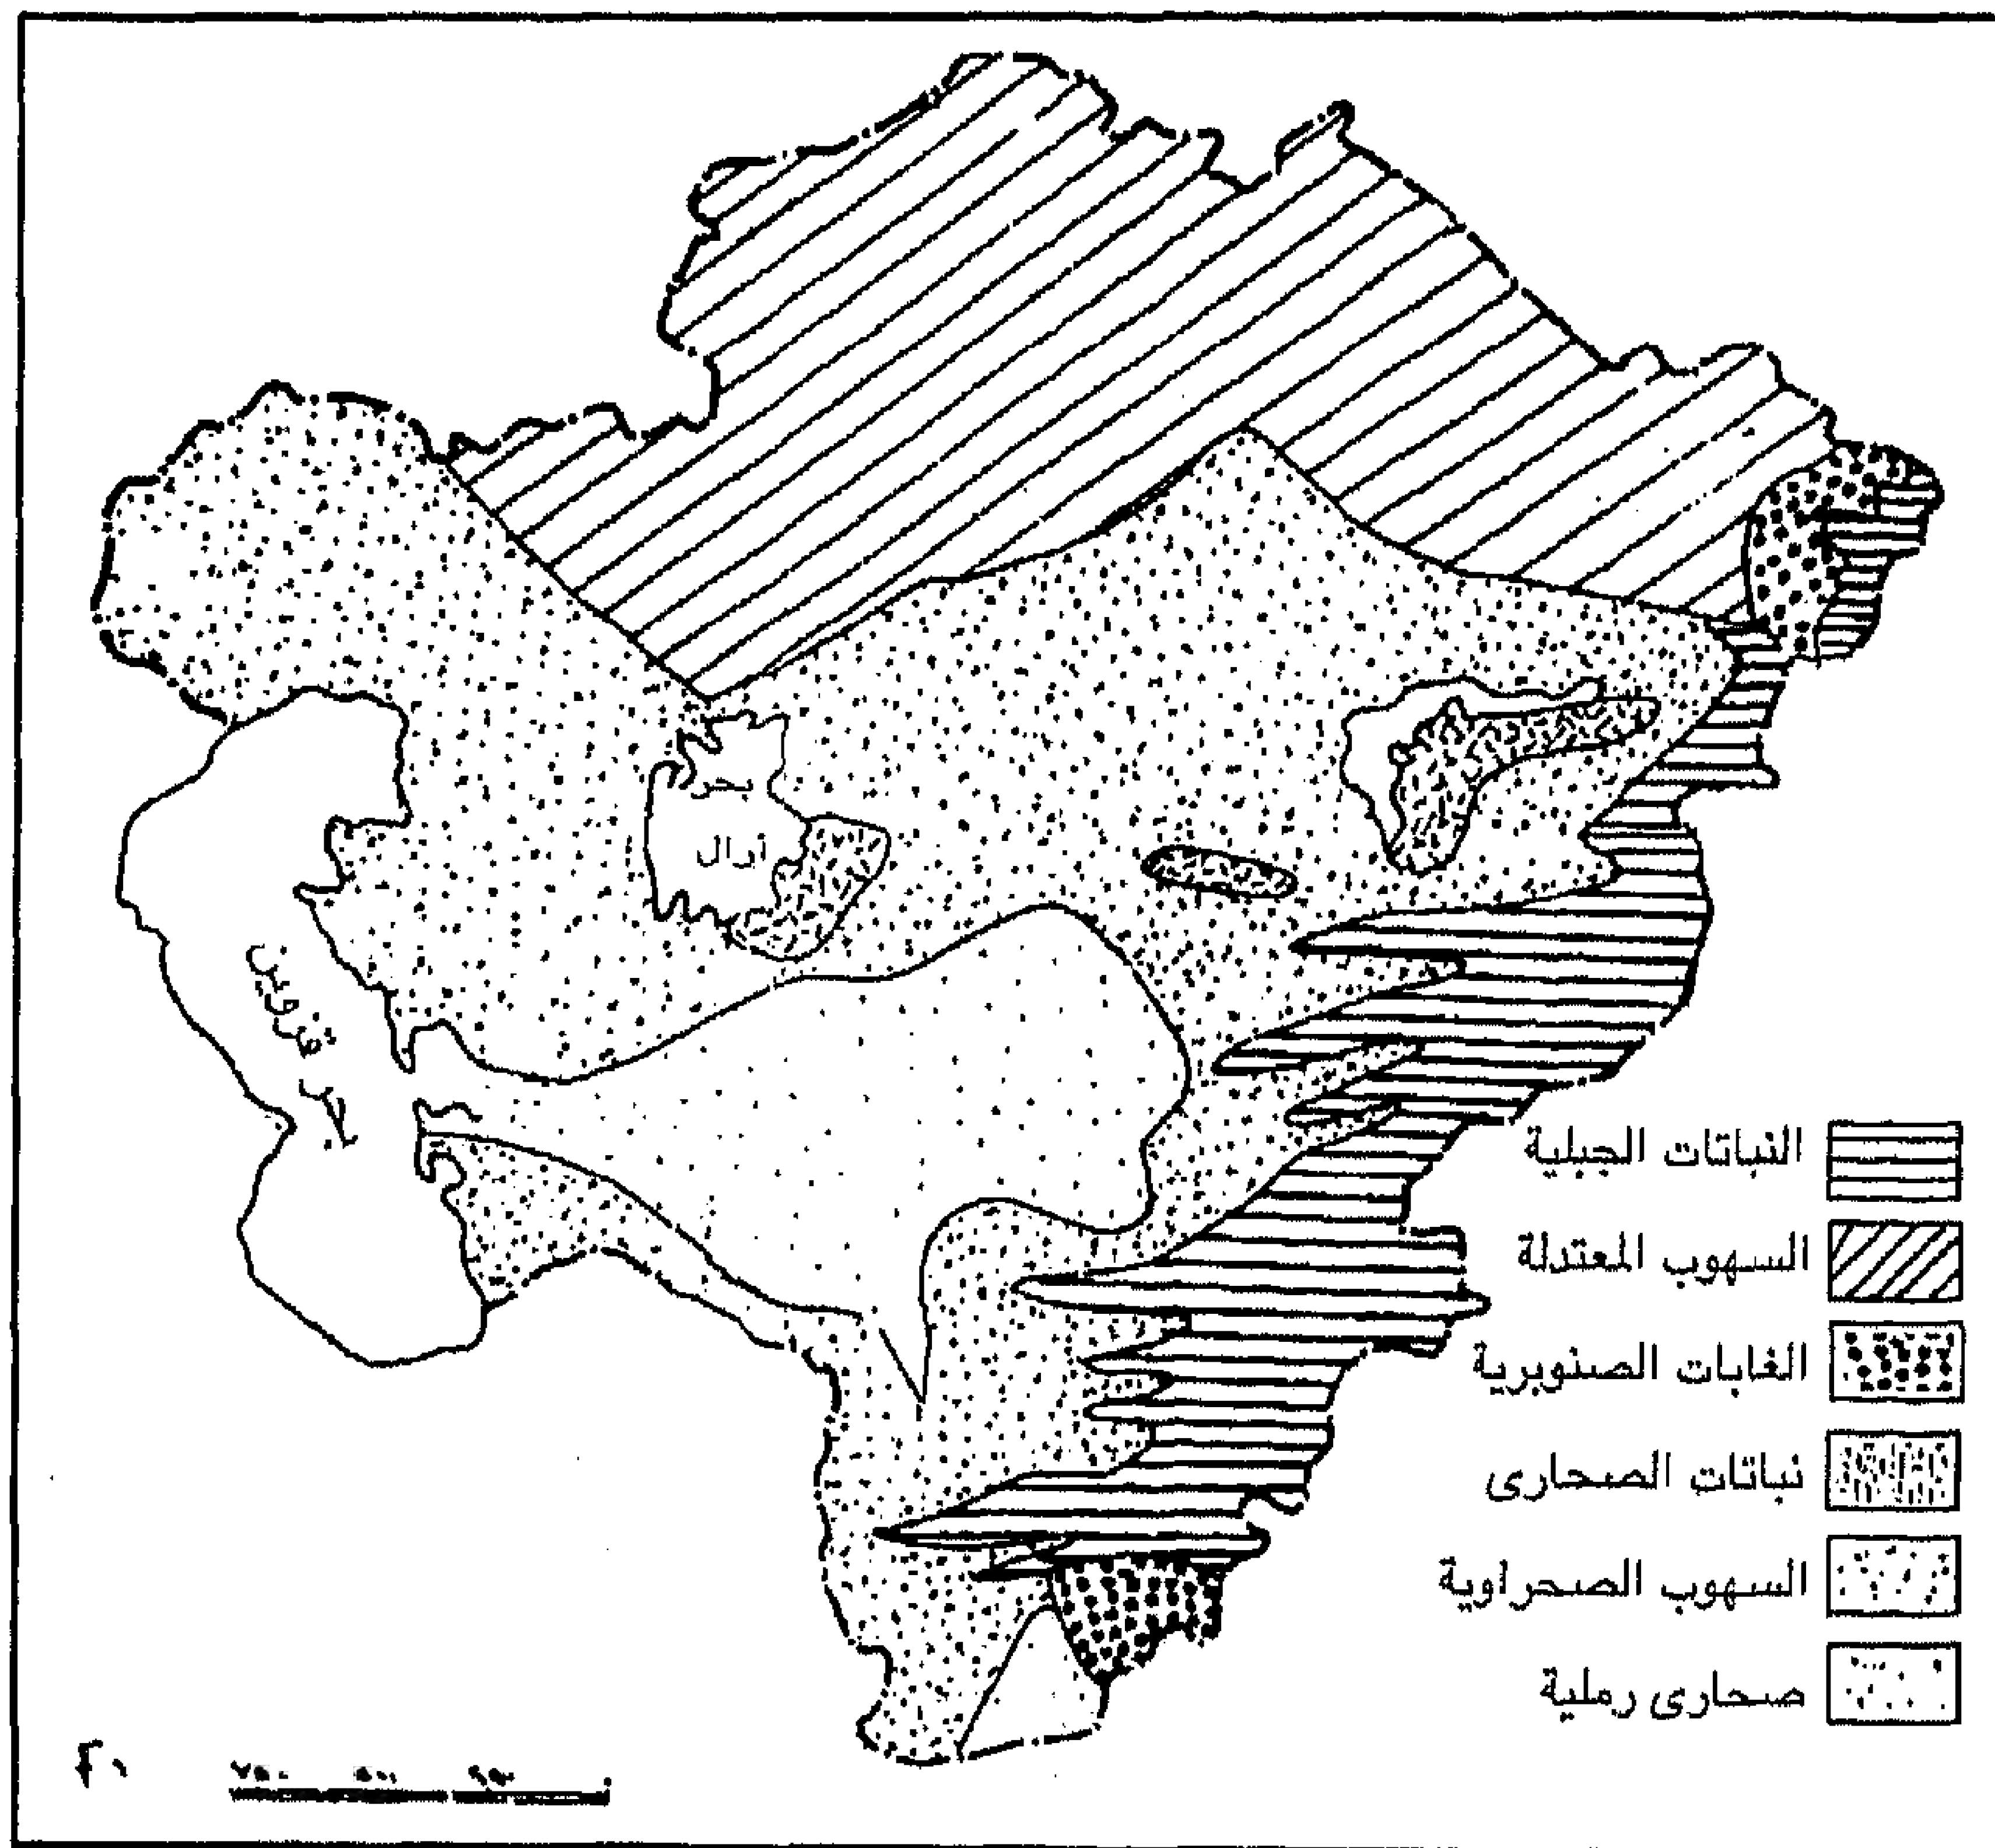 بحر
آرال
بحر قزوين
النباتات الجبلية
السهوب المعتدلة
الغابات الصنوبرية
نباتات الصحارى
السهوب الصحراوية
صحارى رملية